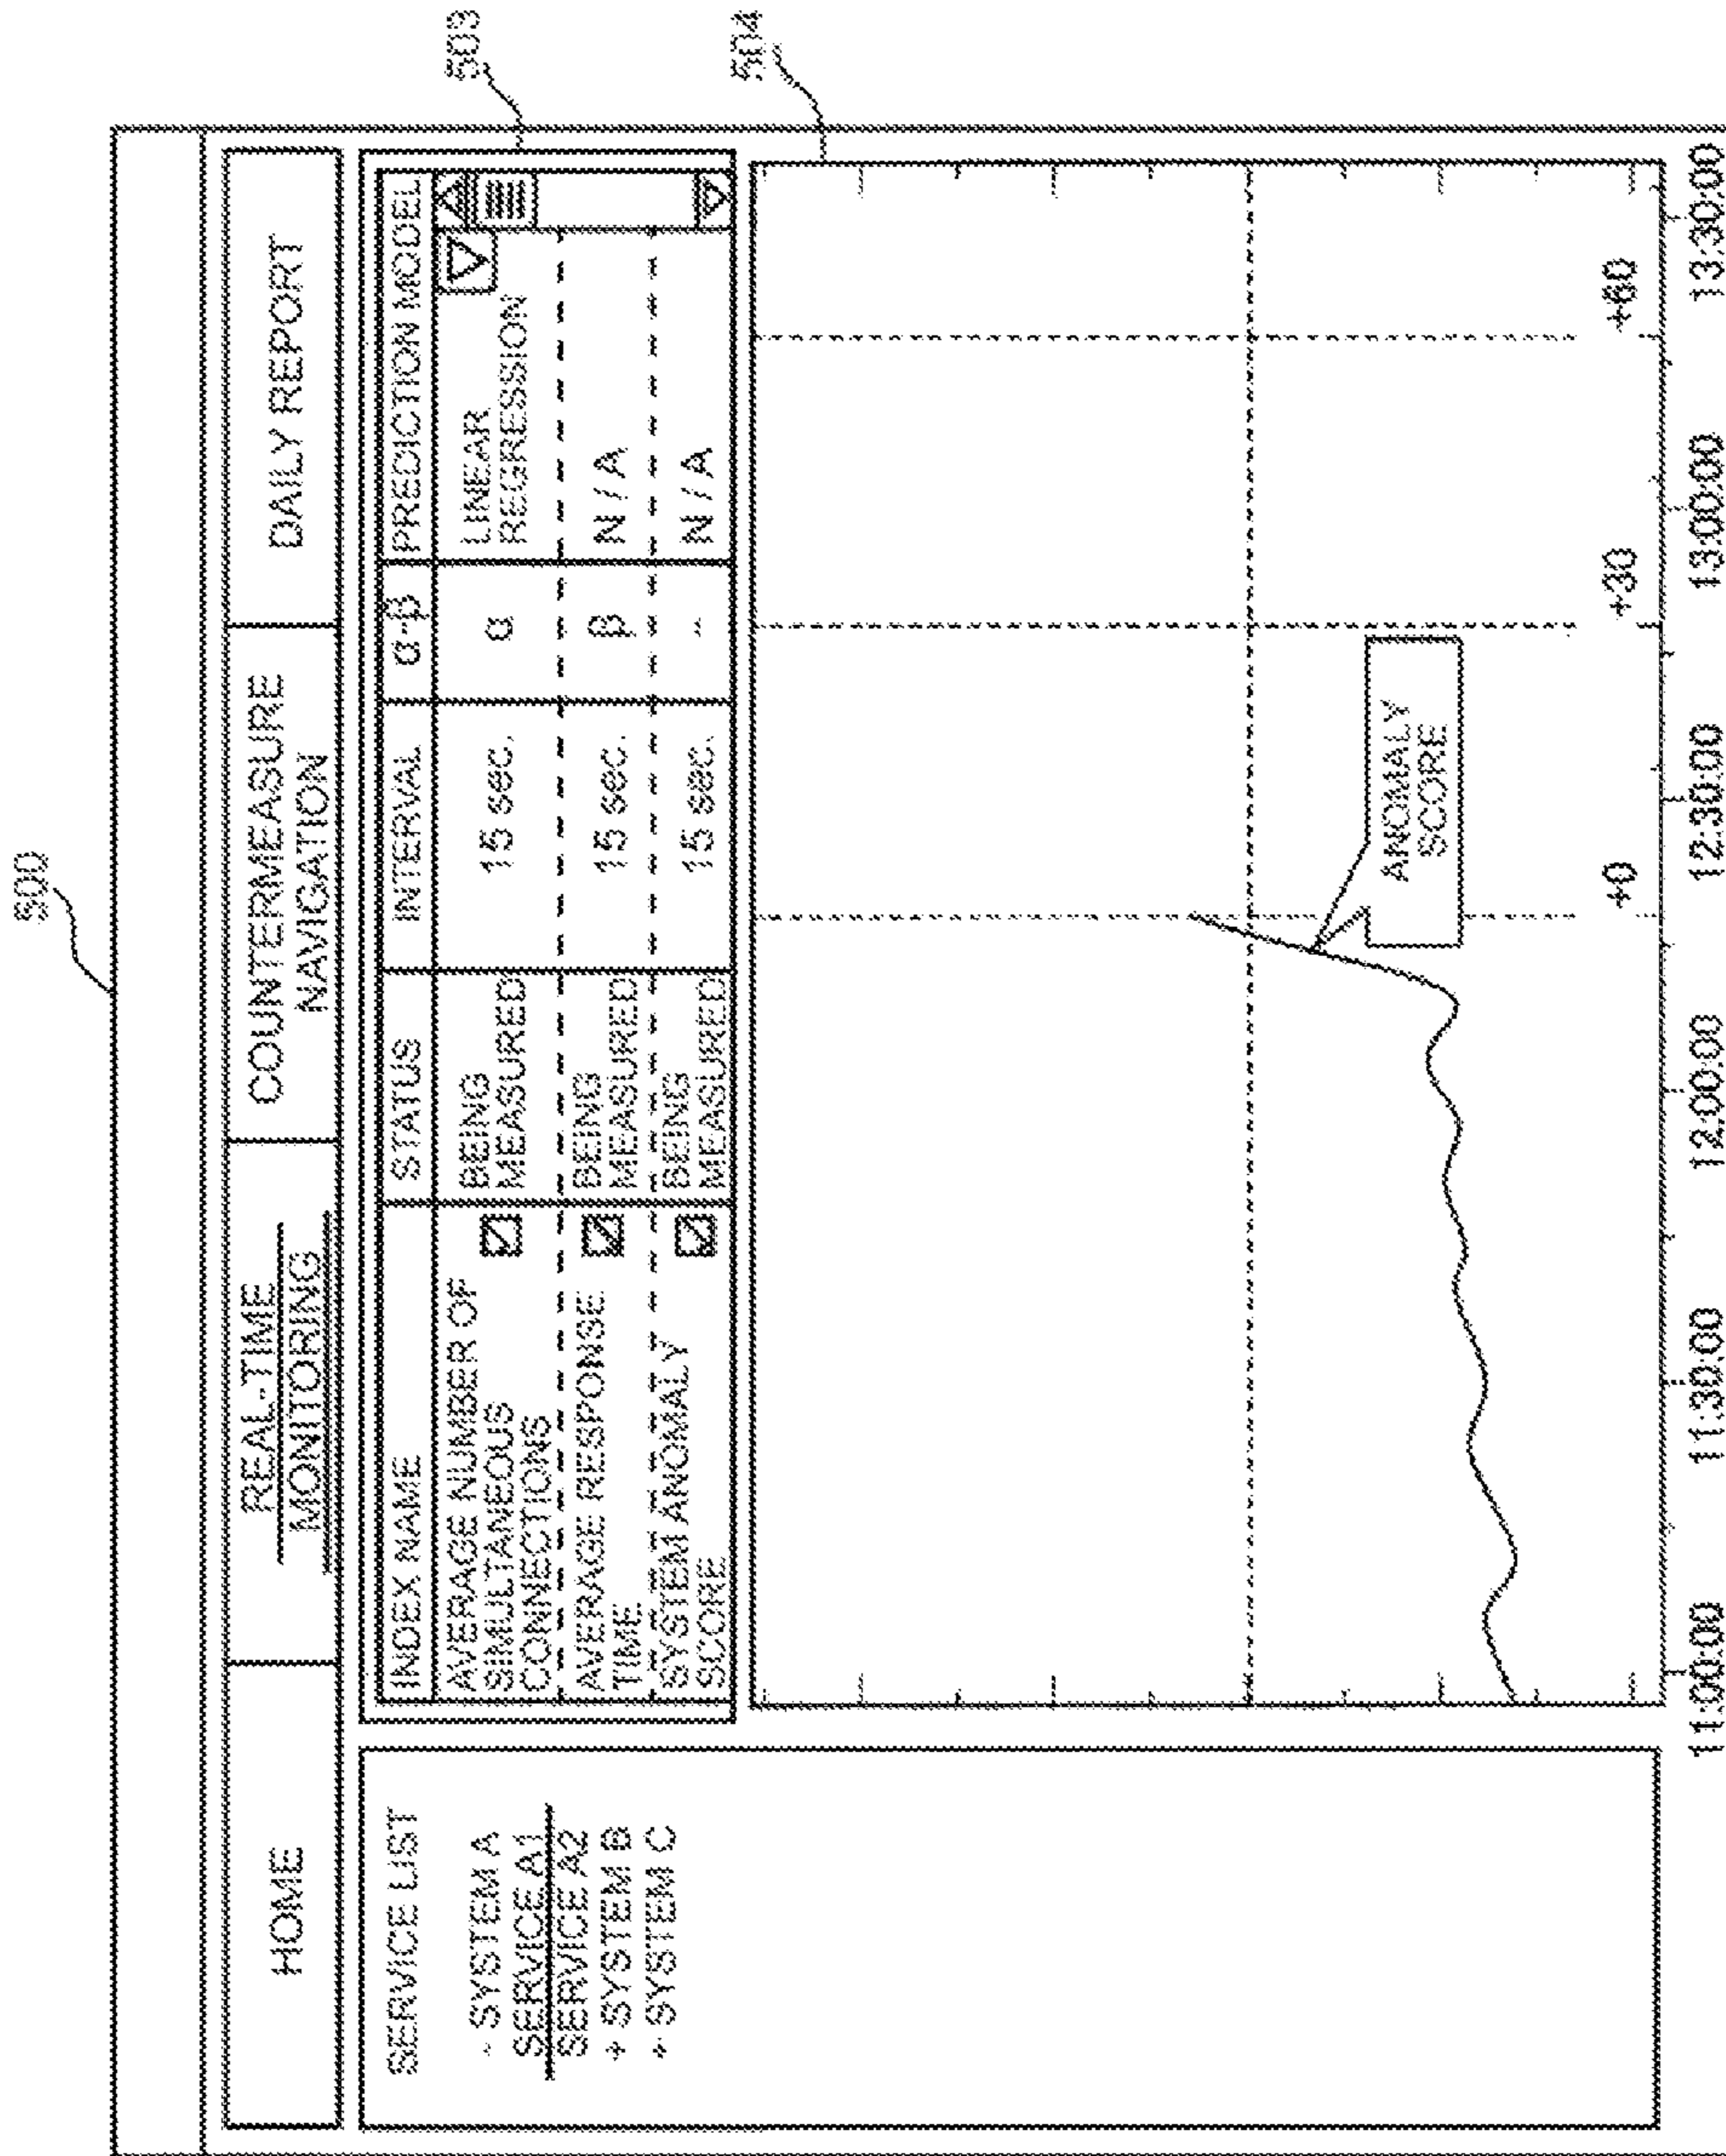 500
HOME
REAL-TIME
MONITORING
COUNTERMEASURE
NAVIGATION
DAILY REPORT
SERVICE LIST
- SYSTEM A
SERVICE A1
SERVICE A2
+ SYSTEM B
+ SYSTEM C
503
INDEX NAME STATUS INTERVAL α-β PREDICTION MODEL
AVERAGE NUMBER OF
SIMULTANEOUS
CONNECTIONS
BEING
MEASURED
15 sec.
α
LINEAR
REGRESSION
AVERAGE RESPONSE
TIME
BEING
MEASURED
15 sec.
β
N / A
SYSTEM ANOMALY
SCORE
BEING
MEASURED
15 sec.
-
N / A
504
ANOMALY
SCORE
+0 +30 +60
11:00:00 11:30:00 12:00:00 12:30:00 13:00:00 13:30:00